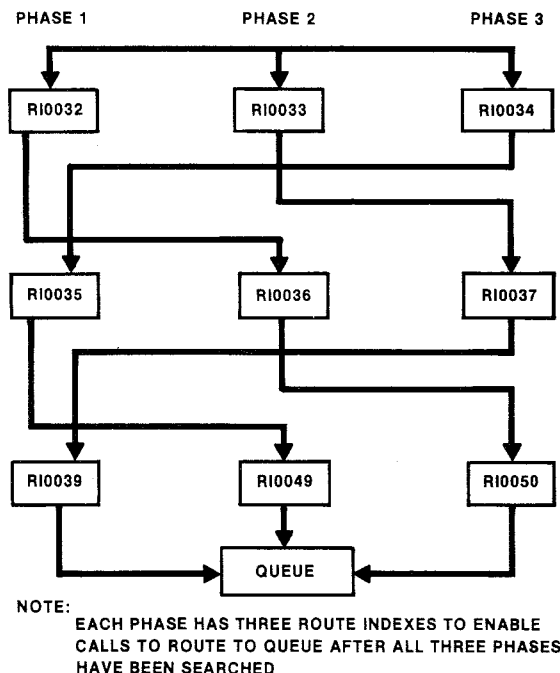 PHASE 1 PHASE 2 PHASE 3
RI0032 RI0033 RI0034
RI0035 RI0036 RI0037
RI0039 RI0049 RI0050
QUEUE
NOTE:
EACH PHASE HAS THREE ROUTE INDEXES TO ENABLE
CALLS TO ROUTE TO QUEUE AFTER ALL THREE PHASES
HAVE BEEN SEARCHED